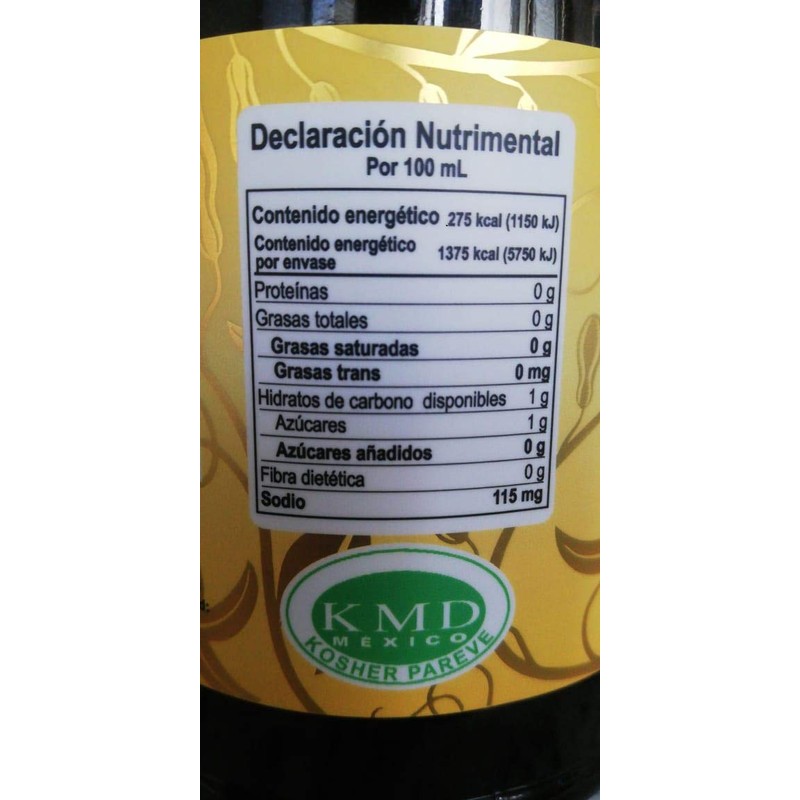 Declaración Nutrimental
Por 100 mL
Contenido energético 275 kcal (1150 kJ)
Contenido energético por envase 1375 kcal (5750 kJ)
Proteínas 0 g
Grasas totales 0 g
Grasas saturadas 0 g
Grasas trans 0 mg
Hidratos de carbono disponibles 1 g
Azúcares 1 g
Azúcares añadidos 0 g
Fibra dietética 0 g
Sodio 115 mg
KMD
MÉXICO
KOSHER PAREVE